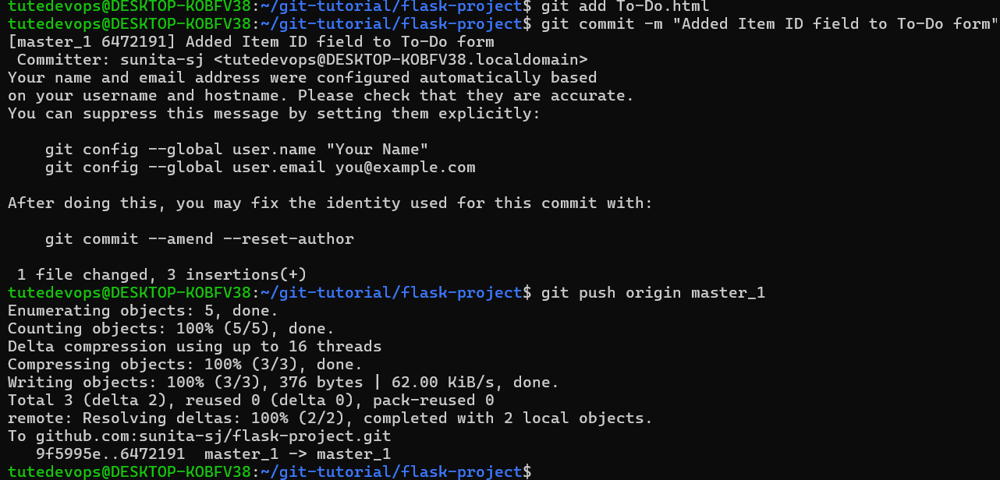 tutedevops@DESKTOP-KOBFV38:~/git-tutorial/flask-project$ git add To-Do.html
tutedevops@DESKTOP-KOBFV38:~/git-tutorial/flask-project$ git commit -m "Added Item ID field to To-Do form"
[master_1 6472191] Added Item ID field to To-Do form
 Committer: sunita-sj <tutedevops@DESKTOP-KOBFV38.localdomain>
Your name and email address were configured automatically based
on your username and hostname. Please check that they are accurate.
You can suppress this message by setting them explicitly:

    git config --global user.name "Your Name"
    git config --global user.email you@example.com

After doing this, you may fix the identity used for this commit with:

    git commit --amend --reset-author

 1 file changed, 3 insertions(+)
tutedevops@DESKTOP-KOBFV38:~/git-tutorial/flask-project$ git push origin master_1
Enumerating objects: 5, done.
Counting objects: 100% (5/5), done.
Delta compression using up to 16 threads
Compressing objects: 100% (3/3), done.
Writing objects: 100% (3/3), 376 bytes | 62.00 KiB/s, done.
Total 3 (delta 2), reused 0 (delta 0), pack-reused 0
remote: Resolving deltas: 100% (2/2), completed with 2 local objects.
To github.com:sunita-sj/flask-project.git
   9f5995e..6472191  master_1 -> master_1
tutedevops@DESKTOP-KOBFV38:~/git-tutorial/flask-project$